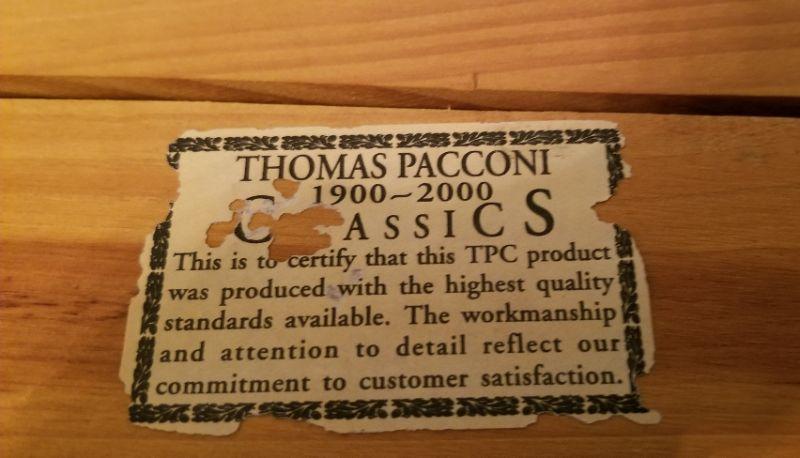 THOMAS PACCONI
1900~2000
C ASSICS
This is to certify that this TPC product
was produced with the highest quality
standards available. The workmanship
and attention to detail reflect our
commitment to customer satisfaction.